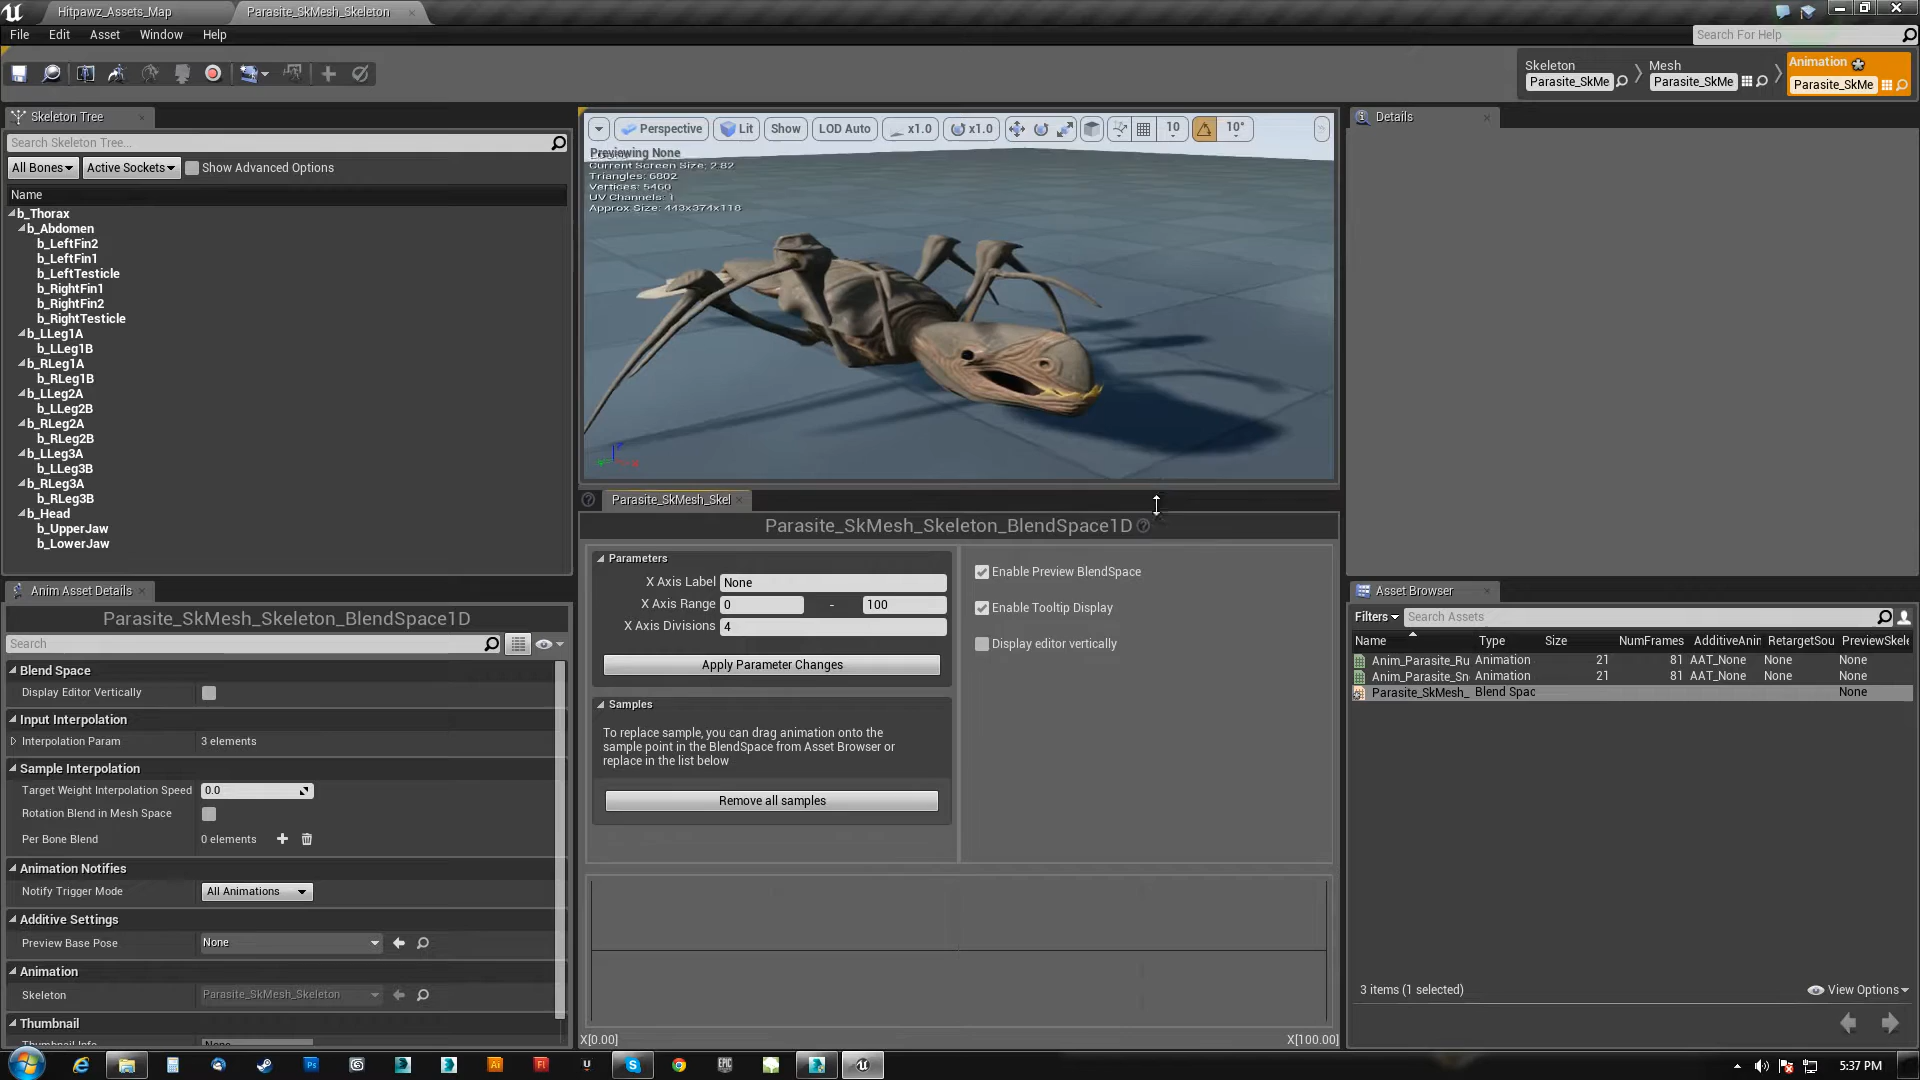 Hitpawz_Assets_Map
Parasite_SkMesh_Skeleton
File Edit Asset Window Help
Search For Help
Skeleton
Parasite_SkMe
Mesh
Parasite_SkMe
Animation
Parasite_SkMe
Skeleton Tree
Search Skeleton Tree...
All Bones
Active Sockets
Show Advanced Options
Name
b_Thorax
b_Abdomen
b_LeftFin2
b_LeftFin1
b_LeftTesticle
b_RightFin1
b_RightFin2
b_RightTesticle
b_LLeg1A
b_LLeg1B
b_RLeg1A
b_RLeg1B
b_LLeg2A
b_LLeg2B
b_RLeg2A
b_RLeg2B
b_LLeg3A
b_LLeg3B
b_RLeg3A
b_RLeg3B
b_Head
b_UpperJaw
b_LowerJaw
Perspective Lit Show LOD Auto x1.0 x1.0 10 10°
Previewing None
Current Screen Size: 2.82
Triangles: 6802
Vertices: 5460
UV Channels: 1
Approx Size: 443x374x118
Details
Anim Asset Details
Parasite_SkMesh_Skeleton_BlendSpace1D
Search
Blend Space
Display Editor Vertically
Input Interpolation
Interpolation Param 3 elements
Sample Interpolation
Target Weight Interpolation Speed 0.0
Rotation Blend in Mesh Space
Per Bone Blend 0 elements
Animation Notifies
Notify Trigger Mode All Animations
Additive Settings
Preview Base Pose None
Animation
Skeleton Parasite_SkMesh_Skeleton
Thumbnail
Parasite_SkMesh_Skel
Parasite_SkMesh_Skeleton_BlendSpace1D
Parameters
X Axis Label None
X Axis Range 0 - 100
X Axis Divisions 4
Apply Parameter Changes
Samples
To replace sample, you can drag animation onto the
sample point in the BlendSpace from Asset Browser or
replace in the list below
Remove all samples
Enable Preview BlendSpace
Enable Tooltip Display
Display editor vertically
X[0.00]
X[100.00]
Asset Browser
Filters
Search Assets
Name Type Size NumFrames AdditiveAnim RetargetSou PreviewSkele
Anim_Parasite_Ru Animation 21 81 AAT_None None None
Anim_Parasite_Sn Animation 21 81 AAT_None None None
Parasite_SkMesh_ Blend Spac None
3 items (1 selected)
View Options
Ps
Ai
Fl
EPIC
5:37 PM